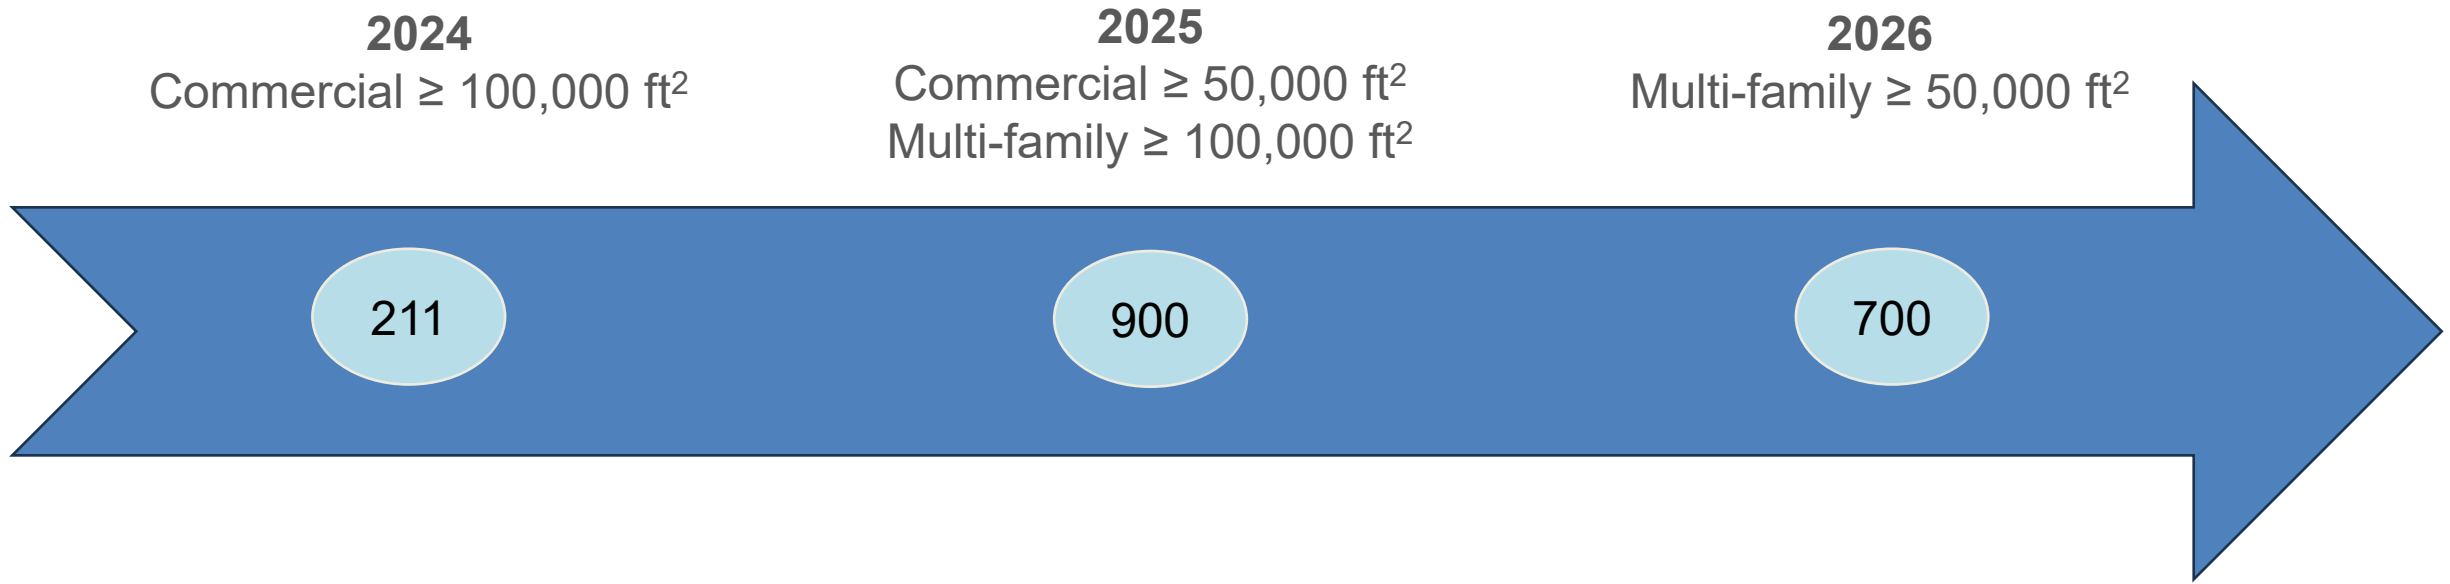 2024
Commercial ≥ 100,000 ft²
2025
Commercial ≥ 50,000 ft²
Multi-family ≥ 100,000 ft²
2026
Multi-family ≥ 50,000 ft²
211
900
700